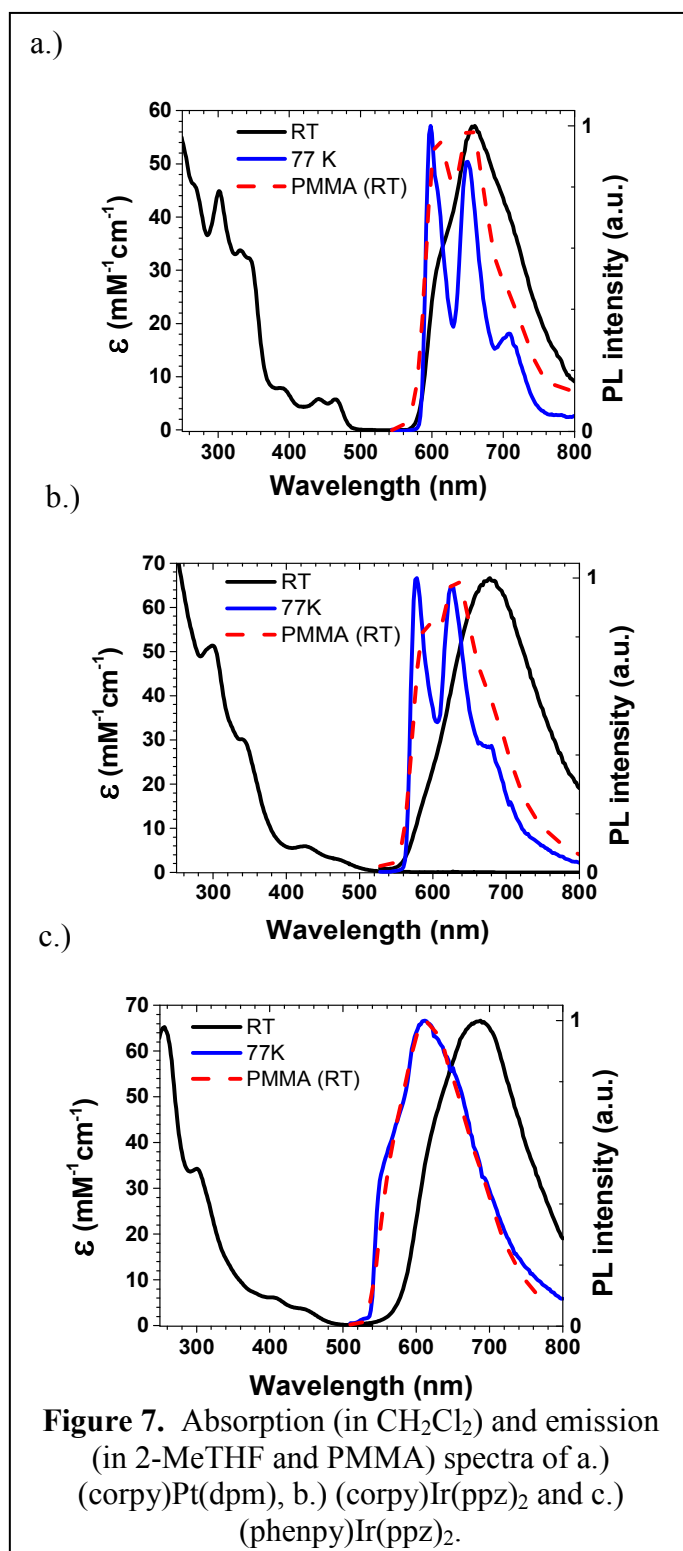 a.)
60
50
40
30
20
10
0
ε (mM⁻¹cm⁻¹)
RT
77 K
PMMA (RT)
1
0
PL intensity (a.u.)
300 400 500 600 700 800
Wavelength (nm)
b.)
70
60
50
40
30
20
10
0
ε (mM⁻¹cm⁻¹)
RT
77K
PMMA (RT)
1
0
PL intensity (a.u.)
300 400 500 600 700 800
Wavelength (nm)
c.)
70
60
50
40
30
20
10
0
ε (mM⁻¹cm⁻¹)
RT
77K
PMMA (RT)
1
0
PL intensity (a.u.)
300 400 500 600 700 800
Wavelength (nm)
Figure 7. Absorption (in CH₂Cl₂) and emission
(in 2-MeTHF and PMMA) spectra of a.)
(corpy)Pt(dpm), b.) (corpy)Ir(ppz)₂ and c.)
(phenpy)Ir(ppz)₂.